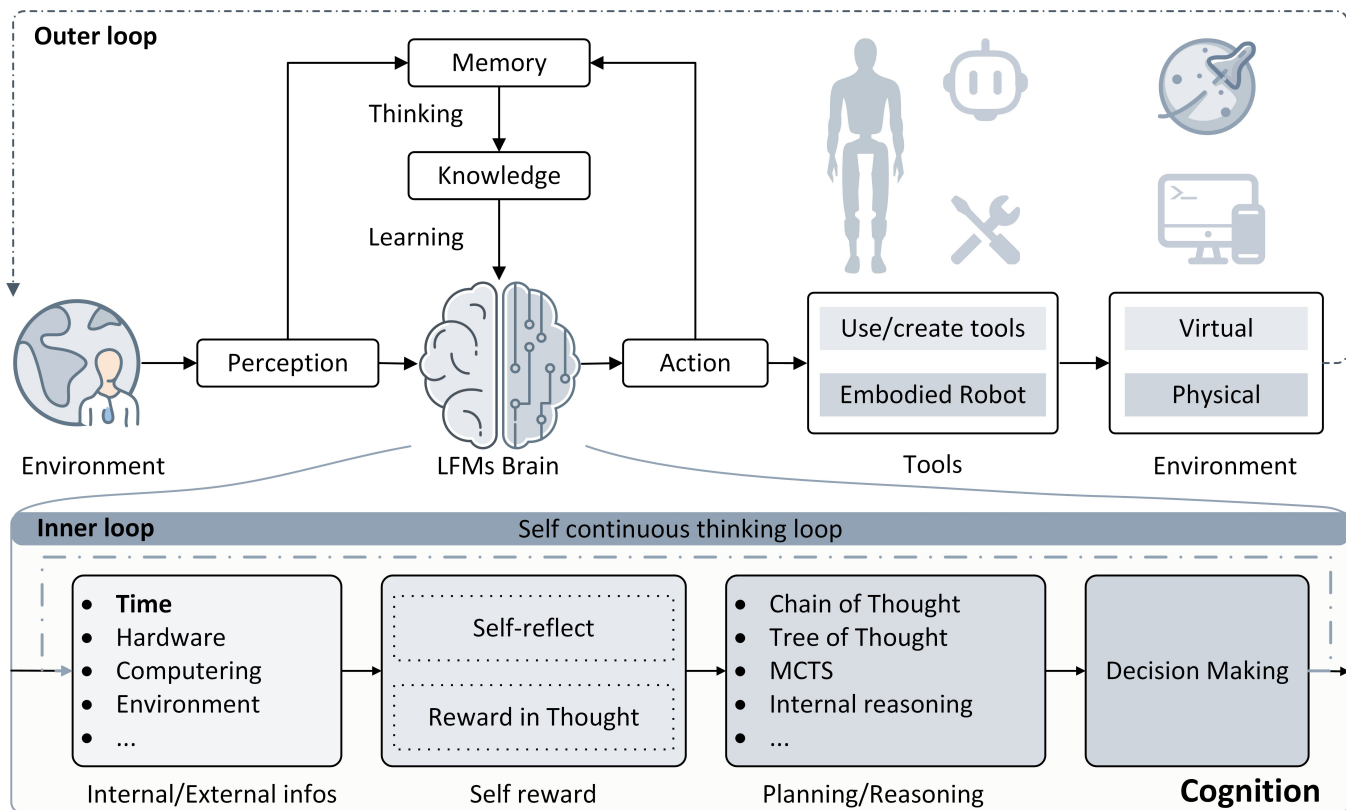 Outer loop
Memory
Thinking
Knowledge
Learning
Perception
Action
Use/create tools
Embodied Robot
Virtual
Physical
Environment
LFMs Brain
Tools
Environment
Inner loop
Self continuous thinking loop
• Time
• Hardware
• Computering
• Environment
• ...
Internal/External infos
Self-reflect
Reward in Thought
Self reward
• Chain of Thought
• Tree of Thought
• MCTS
• Internal reasoning
• ...
Planning/Reasoning
Decision Making
Cognition